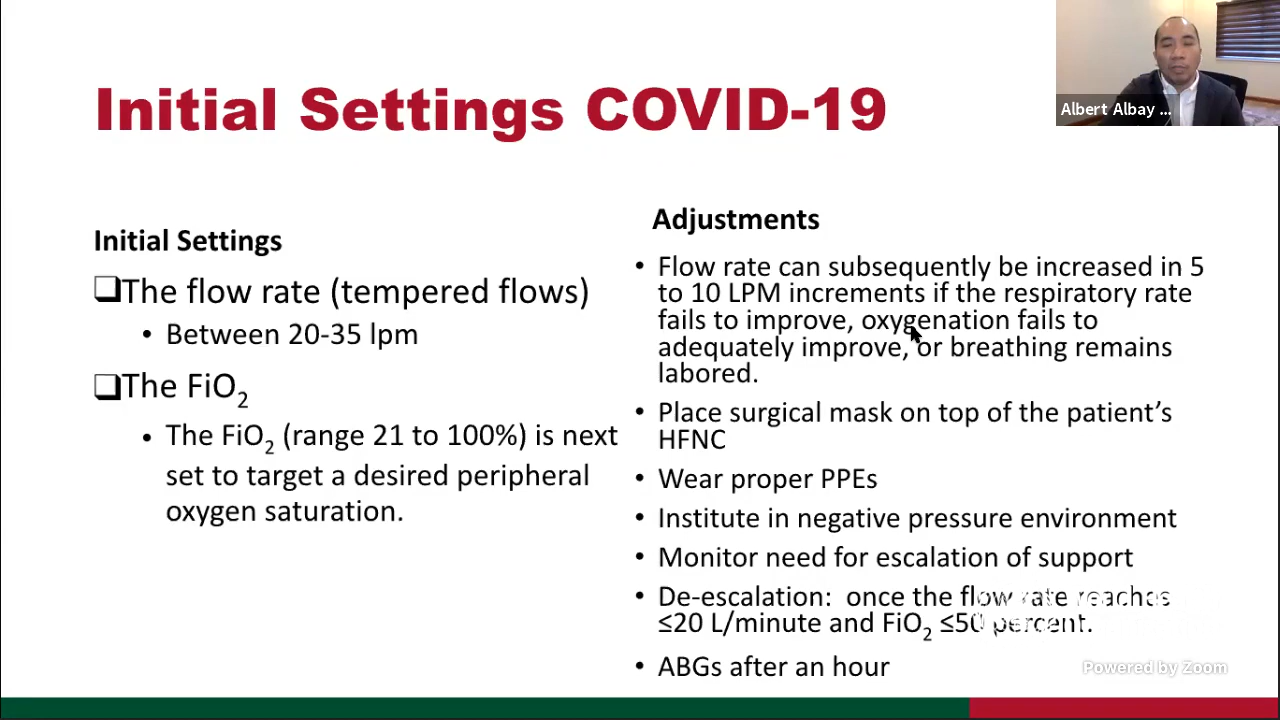 Initial Settings COVID-19
Albert Albay ...
Initial Settings
The flow rate (tempered flows)
• Between 20-35 lpm
The FiO2
• The FiO2 (range 21 to 100%) is next
set to target a desired peripheral
oxygen saturation.
Adjustments
• Flow rate can subsequently be increased in 5
to 10 LPM increments if the respiratory rate
fails to improve, oxygenation fails to
adequately improve, or breathing remains
labored.
• Place surgical mask on top of the patient’s
HFNC
• Wear proper PPEs
• Institute in negative pressure environment
• Monitor need for escalation of support
• De-escalation: once the flow rate reaches
≤20 L/minute and FiO2 ≤50 percent.
• ABGs after an hour
Powered by Zoom